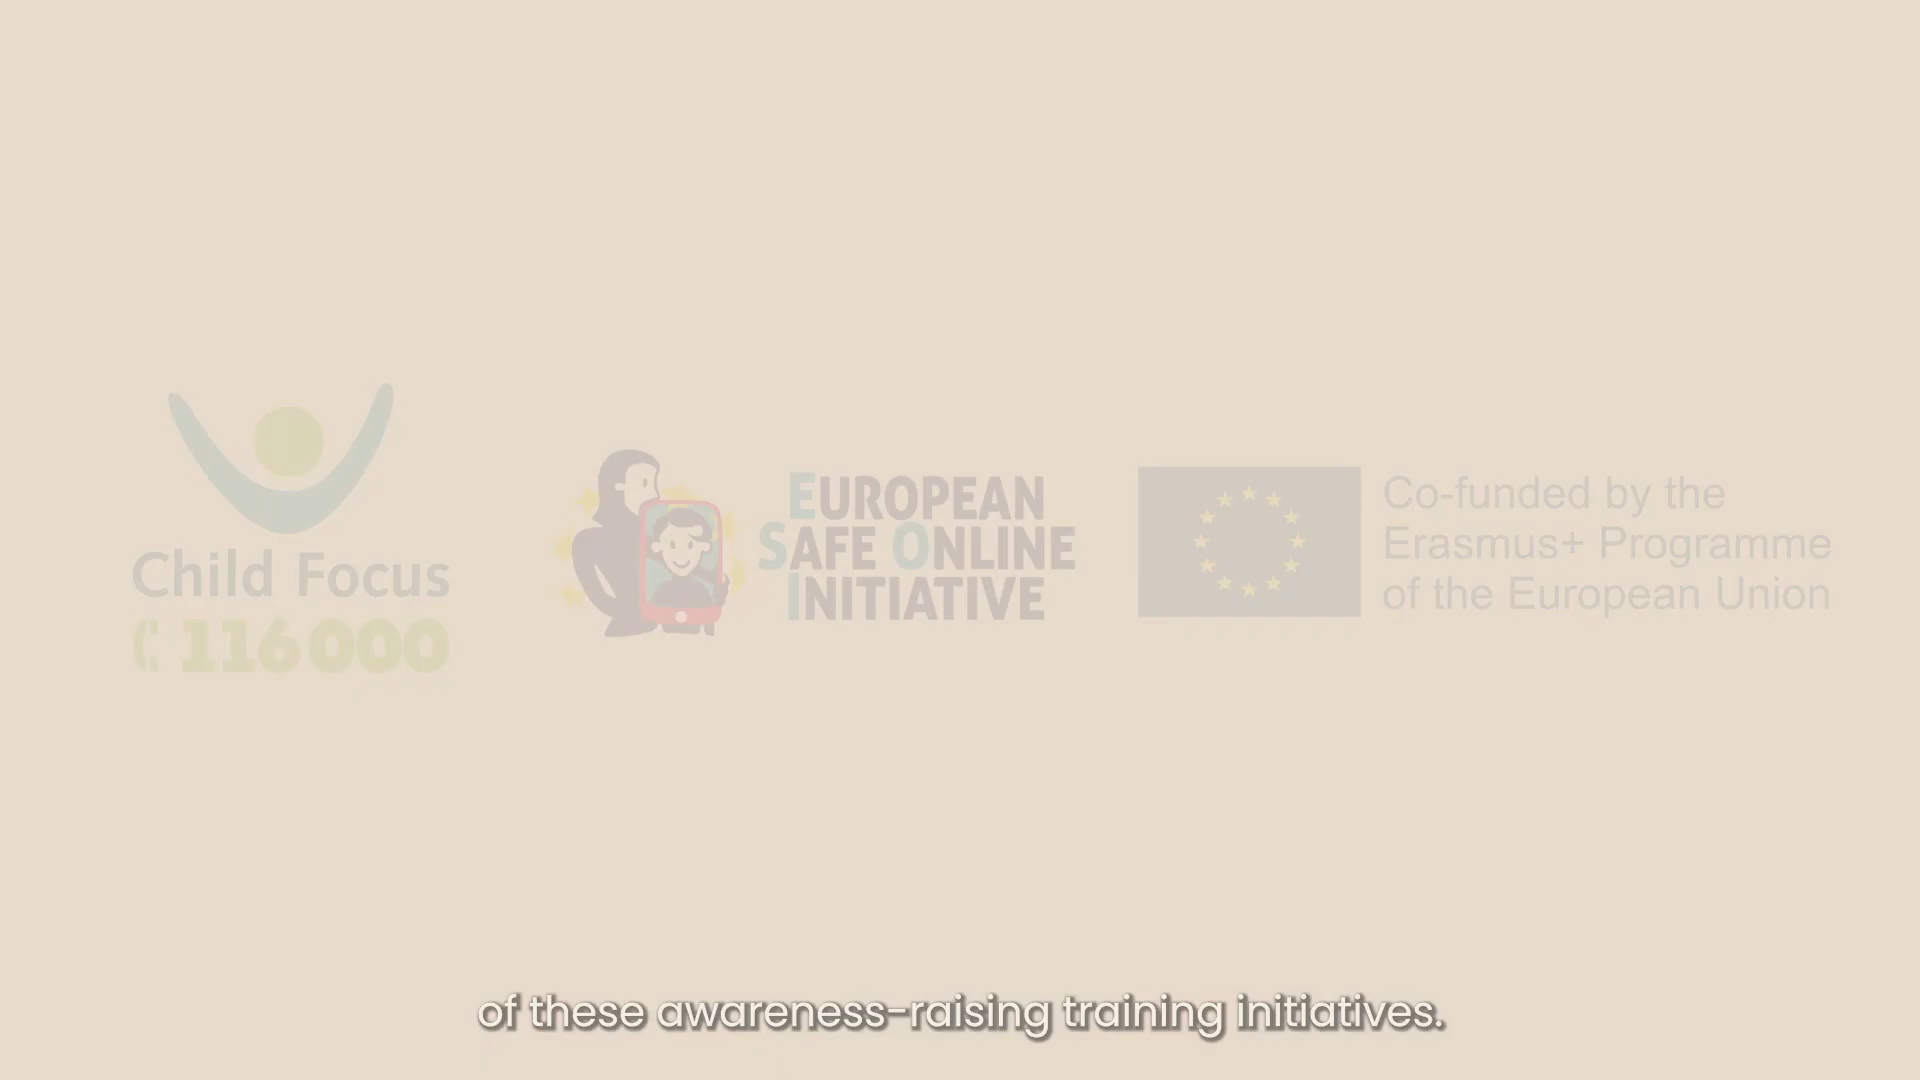 Child Focus
116000
EUROPEAN
SAFE ONLINE
INITIATIVE
Co-funded by the
Erasmus+ Programme
of the European Union
of these awareness-raising training initiatives.